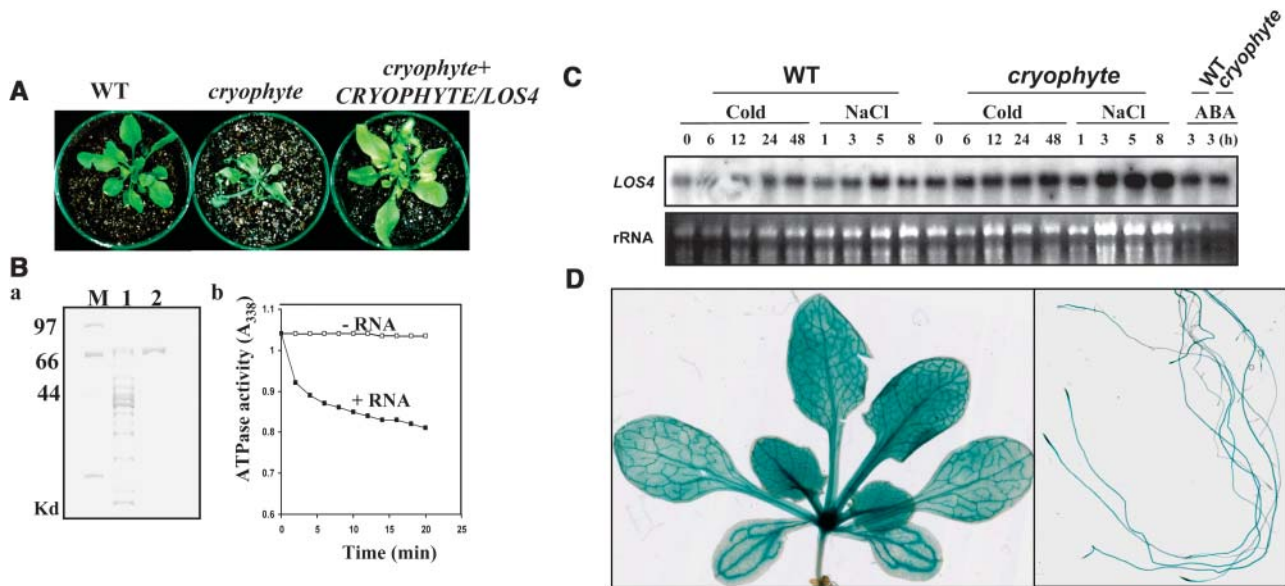 A
WT
cryophyte
cryophyte+
CRYOPHYTE/LOS4
B
a
M 1 2
97
66
44
Kd
b
ATPase activity (A338)
1.1
1
0.9
0.8
0.7
0.6
- RNA
+ RNA
0 5 10 15 20 25
Time (min)
C
WT cryophyte WT cryophyte
Cold NaCl Cold NaCl ABA
0 6 12 24 48 1 3 5 8 0 6 12 24 48 1 3 5 8 3 3 (h)
LOS4
rRNA
D